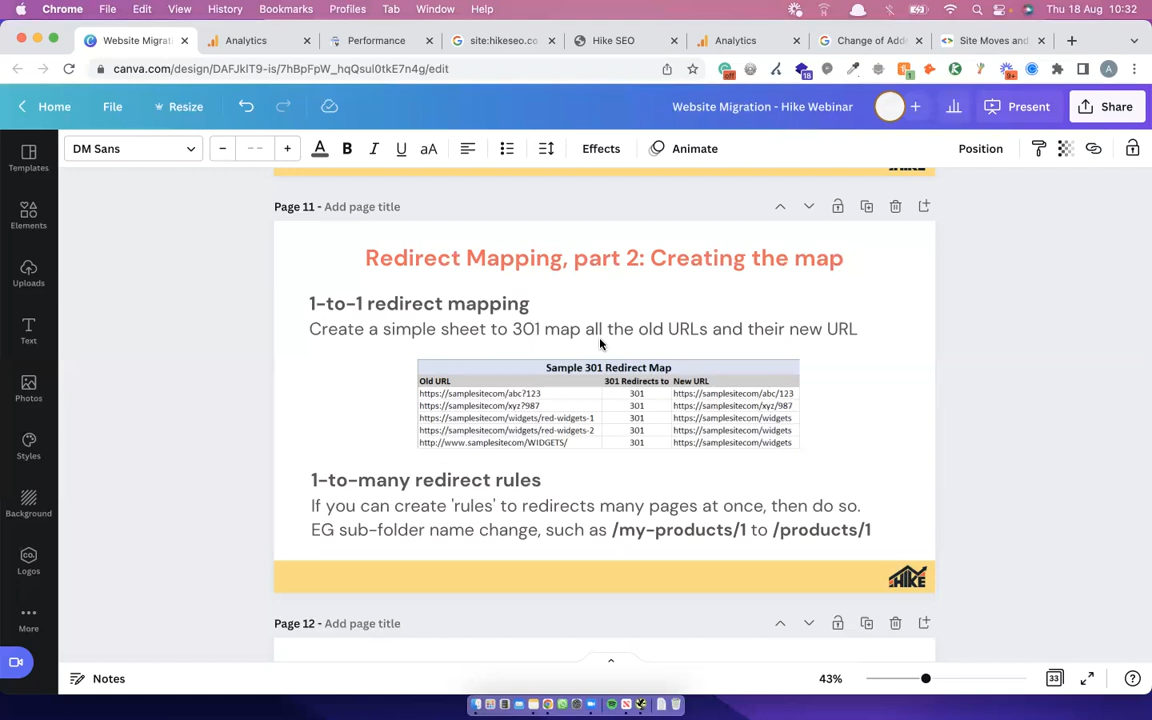 Chrome File Edit View History Bookmarks Profiles Tab Window Help Thu 18 Aug 10:32
Website Migrat Analytics Performance site:hikeseo.co Hike SEO Analytics Change of Addr Site Moves and
canva.com/design/DAFJklT9-is/7hBpFpW_hqQsul0tkE7n4g/edit
off 18 1 9+ A
Home File Resize Website Migration - Hike Webinar + Present Share
DM Sans − -- + A B I U aA Effects Animate Position
Templates
Elements
Uploads
Text
Photos
Styles
Background
CO.
Logos
More
Page 11 - Add page title
Redirect Mapping, part 2: Creating the map
1-to-1 redirect mapping
Create a simple sheet to 301 map all the old URLs and their new URL
Sample 301 Redirect Map
Old URL 301 Redirects to New URL
https://samplesitecom/abc?123 301 https://samplesitecom/abc/123
https://samplesitecom/xyz?987 301 https://samplesitecom/xyz/987
https://samplesitecom/widgets/red-widgets-1 301 https://samplesitecom/widgets
https://samplesitecom/widgets/red-widgets-2 301 https://samplesitecom/widgets
http://www.samplesitecom/WIDGETS/ 301 https://samplesitecom/widgets
1-to-many redirect rules
If you can create 'rules' to redirects many pages at once, then do so.
EG sub-folder name change, such as /my-products/1 to /products/1
HIKE
Page 12 - Add page title
Notes 43% 33 ?